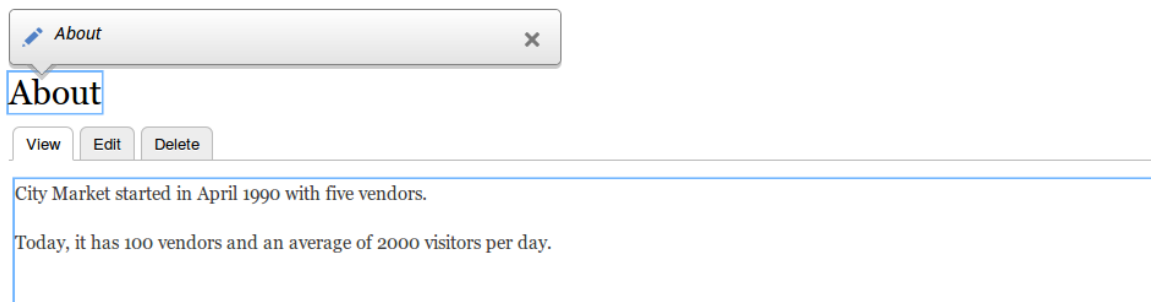 About
About
View Edit Delete
City Market started in April 1990 with five vendors.
Today, it has 100 vendors and an average of 2000 visitors per day.